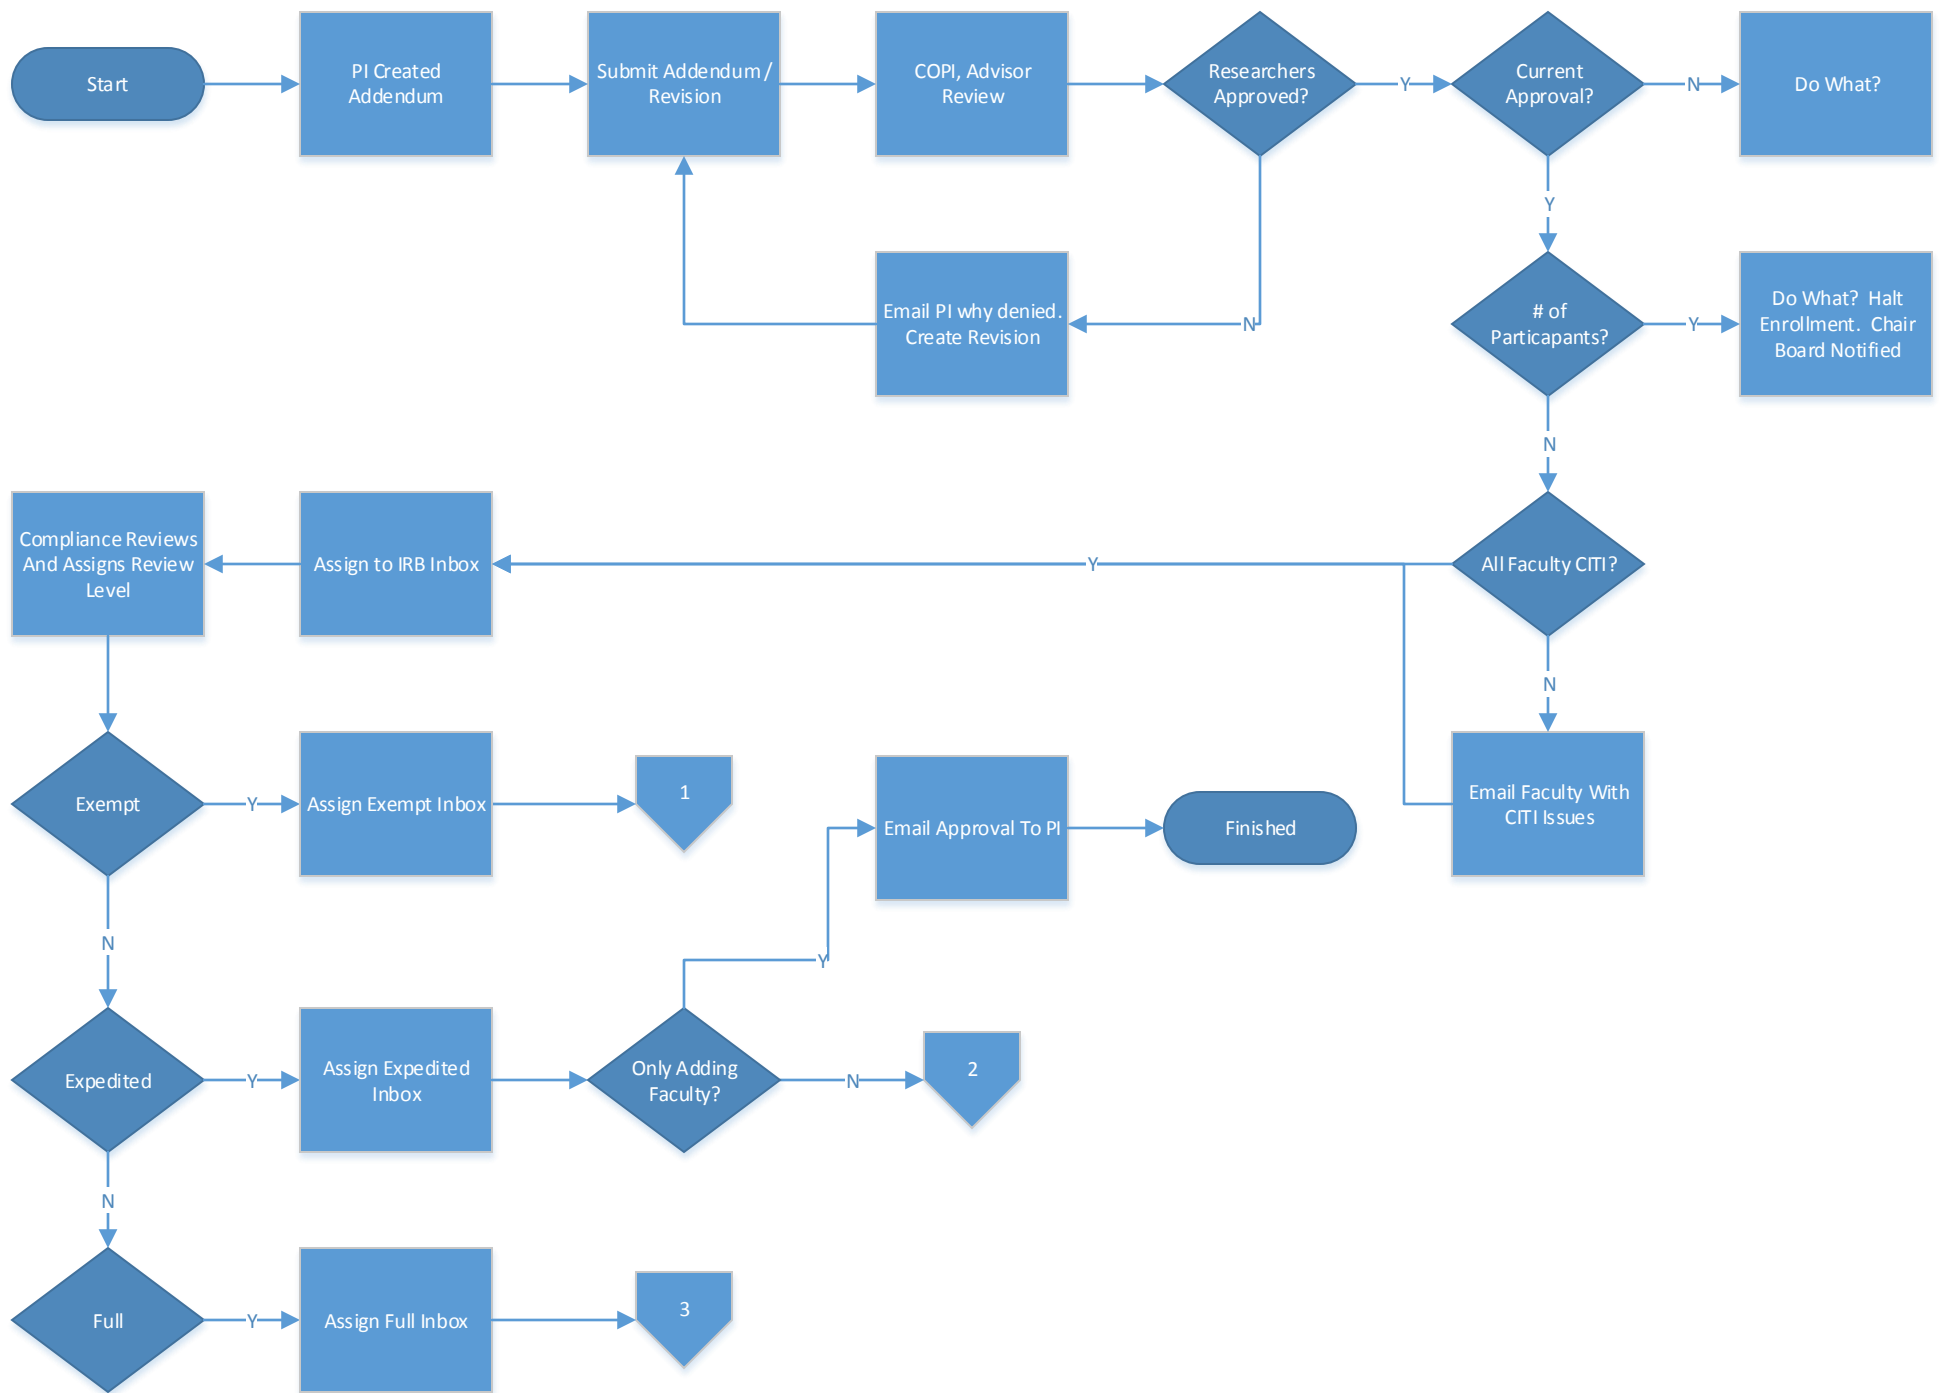 Start
PI Created
Addendum
Submit Addendum /
Revision
COPI, Advisor
Review
Researchers
Approved?
Y
Current
Approval?
N
Do What?
Y
Email PI why denied.
Create Revision
N
# of
Particapants?
Y
Do What?  Halt
Enrollment.  Chair
Board Notified
N
Compliance Reviews
And Assigns Review
Level
Assign to IRB Inbox
Y
All Faculty CITI?
N
Exempt
Y
Assign Exempt Inbox
1
Email Approval To PI
Finished
Email Faculty With
CITI Issues
N
Y
Expedited
Y
Assign Expedited
Inbox
Only Adding
Faculty?
N
2
N
Full
Y
Assign Full Inbox
3